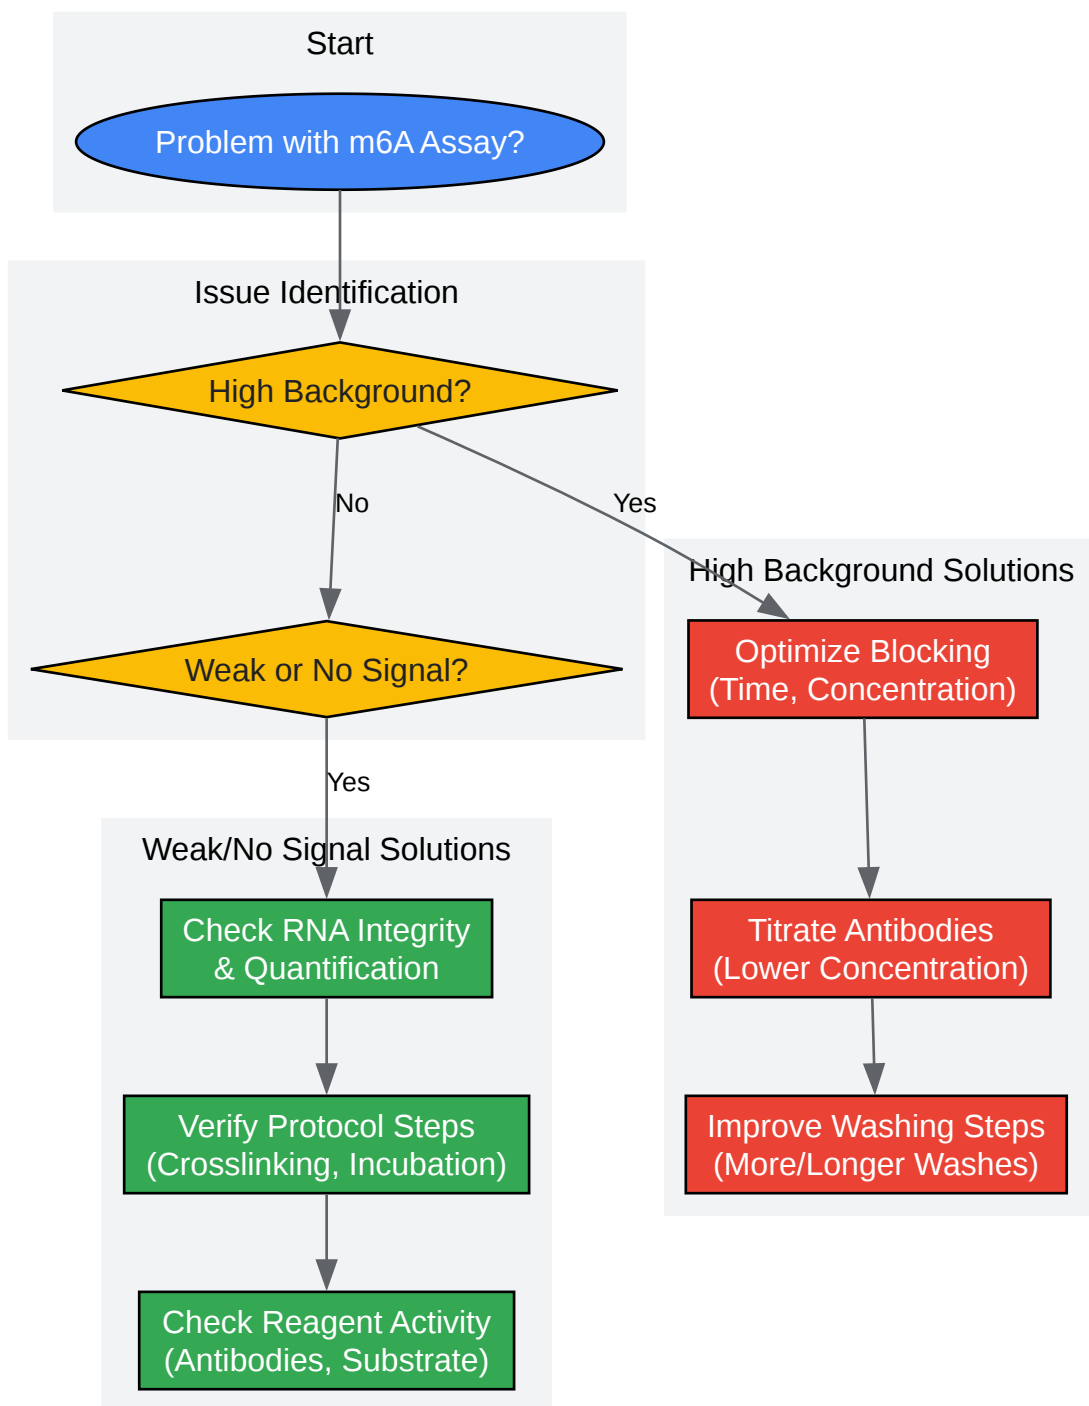 Start
Problem with m6A Assay?
Issue Identification
High Background?
No
Yes
Weak or No Signal?
High Background Solutions
Optimize Blocking
(Time, Concentration)
Titrate Antibodies
(Lower Concentration)
Improve Washing Steps
(More/Longer Washes)
Yes
Weak/No Signal Solutions
Check RNA Integrity
& Quantification
Verify Protocol Steps
(Crosslinking, Incubation)
Check Reagent Activity
(Antibodies, Substrate)